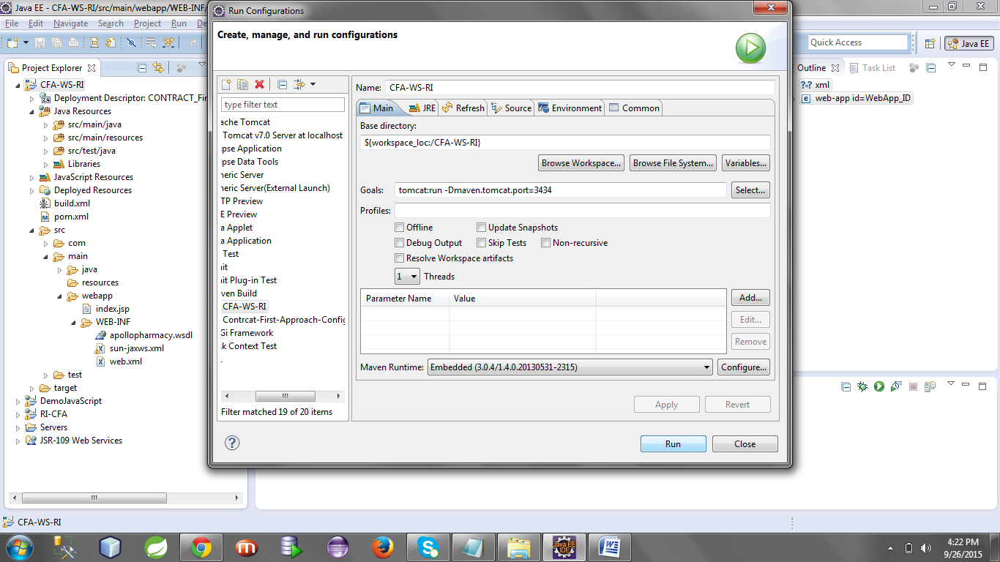 Java EE - CFA-WS-RI/src/main/webapp/WEB-INF/
File Edit Navigate Search Project Run
Quick Access
Java EE
Project Explorer
CFA-WS-RI
Deployment Descriptor: CONTRACT_Fir
Java Resources
src/main/java
src/main/resources
src/test/java
Libraries
JavaScript Resources
Deployed Resources
build.xml
pom.xml
src
com
main
java
resources
webapp
index.jsp
WEB-INF
apollopharmacy.wsdl
sun-jaxws.xml
web.xml
test
target
DemoJavaScript
RI-CFA
Servers
JSR-109 Web Services
CFA-WS-RI
Run Configurations
Create, manage, and run configurations
type filter text
ache Tomcat
Tomcat v7.0 Server at localhost
ipse Application
ipse Data Tools
neric Server
neric Server(External Launch)
TP Preview
E Preview
a Applet
a Application
Test
it
it Plug-in Test
ven Build
CFA-WS-RI
Contrcat-First-Approach-Config
Gi Framework
k Context Test
Filter matched 19 of 20 items
Name: CFA-WS-RI
Main JRE Refresh Source Environment Common
Base directory:
${workspace_loc:/CFA-WS-RI}
Browse Workspace... Browse File System... Variables...
Goals: tomcat:run -Dmaven.tomcat.port=3434 Select...
Profiles:
Offline Update Snapshots
Debug Output Skip Tests Non-recursive
Resolve Workspace artifacts
1 Threads
Parameter Name Value
Add...
Edit...
Remove
Maven Runtime: Embedded (3.0.4/1.4.0.20130531-2315) Configure...
Apply Revert
Run Close
Outline Task List
xml
web-app id=WebApp_ID
Java EE
IDE
4:22 PM
9/26/2015